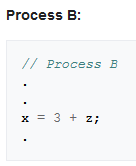 Process B:
// Process B
.
.
x = 3 + z;
.